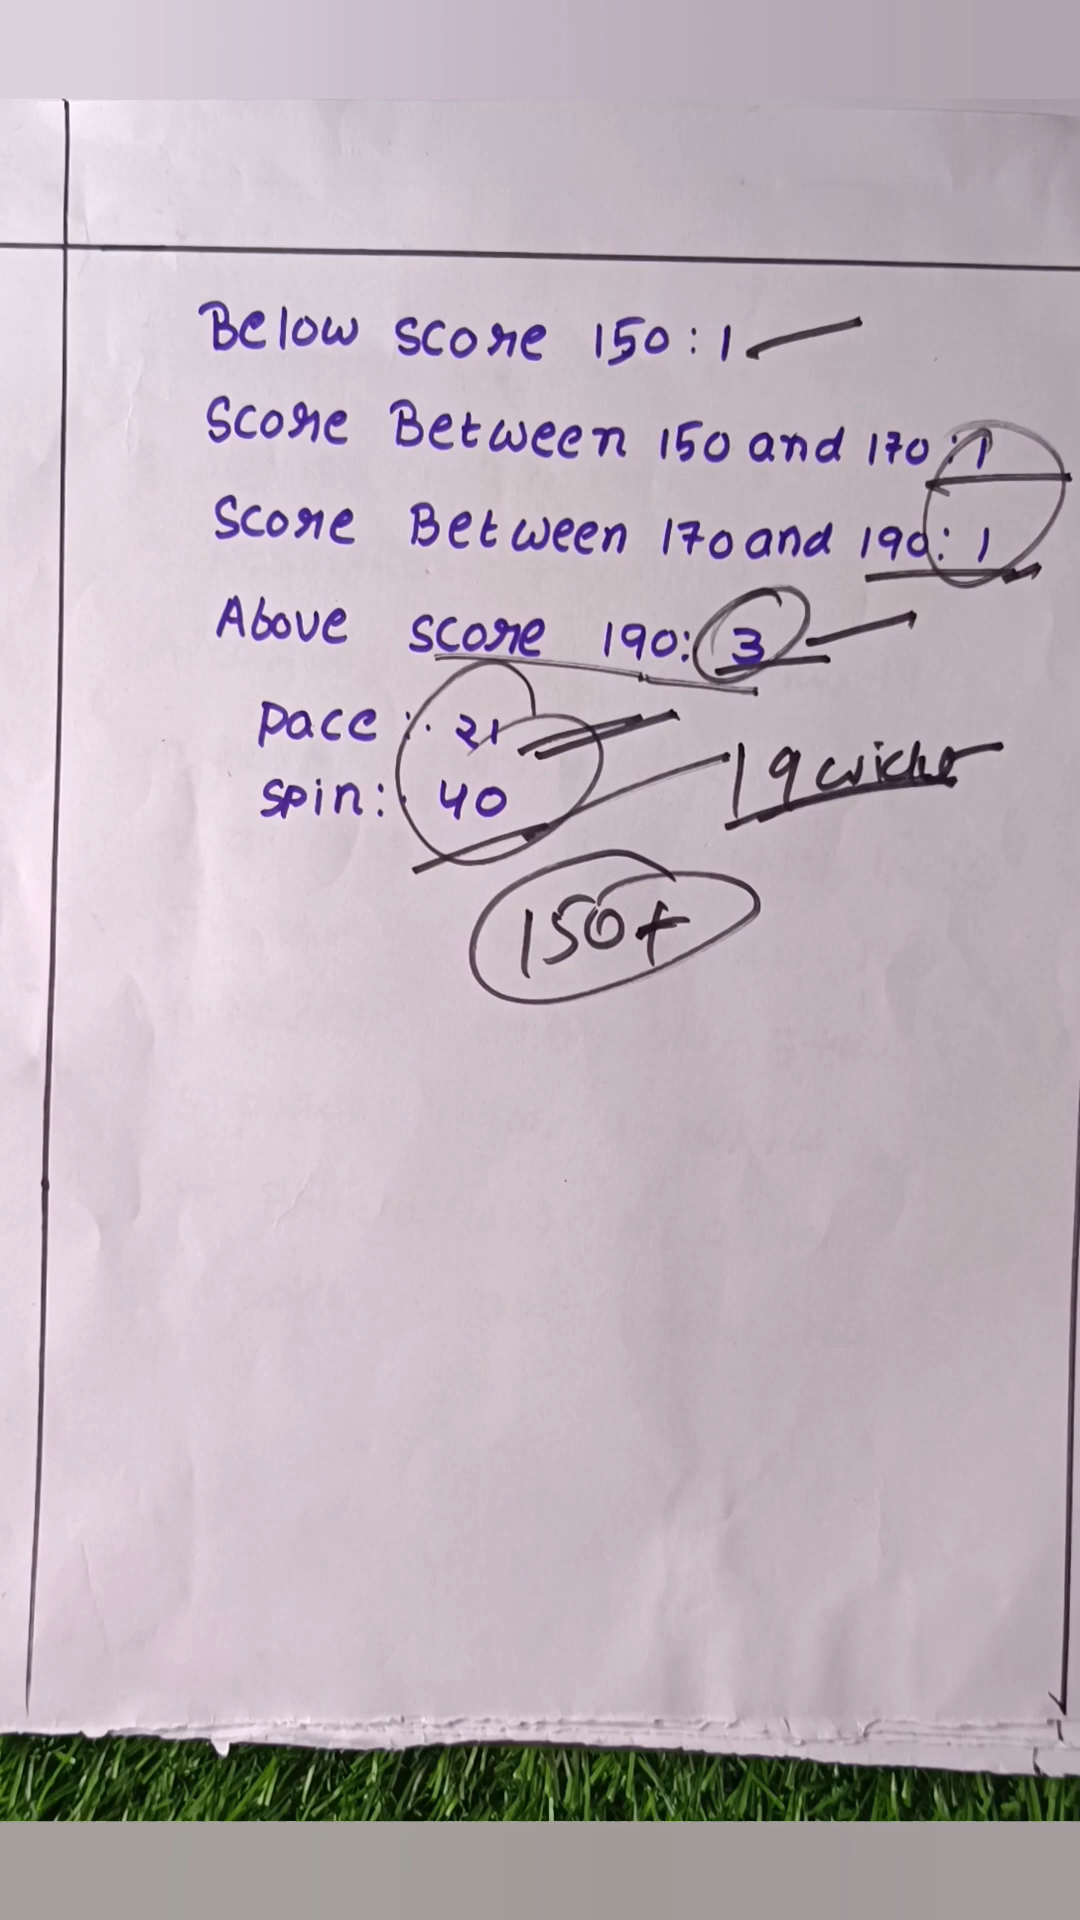 Below score 150 : 1
Score Between 150 and 170 : 1
Score Between 170 and 190 : 1
Above score 190 : 3
pace : 21
spin : 40
19
150+